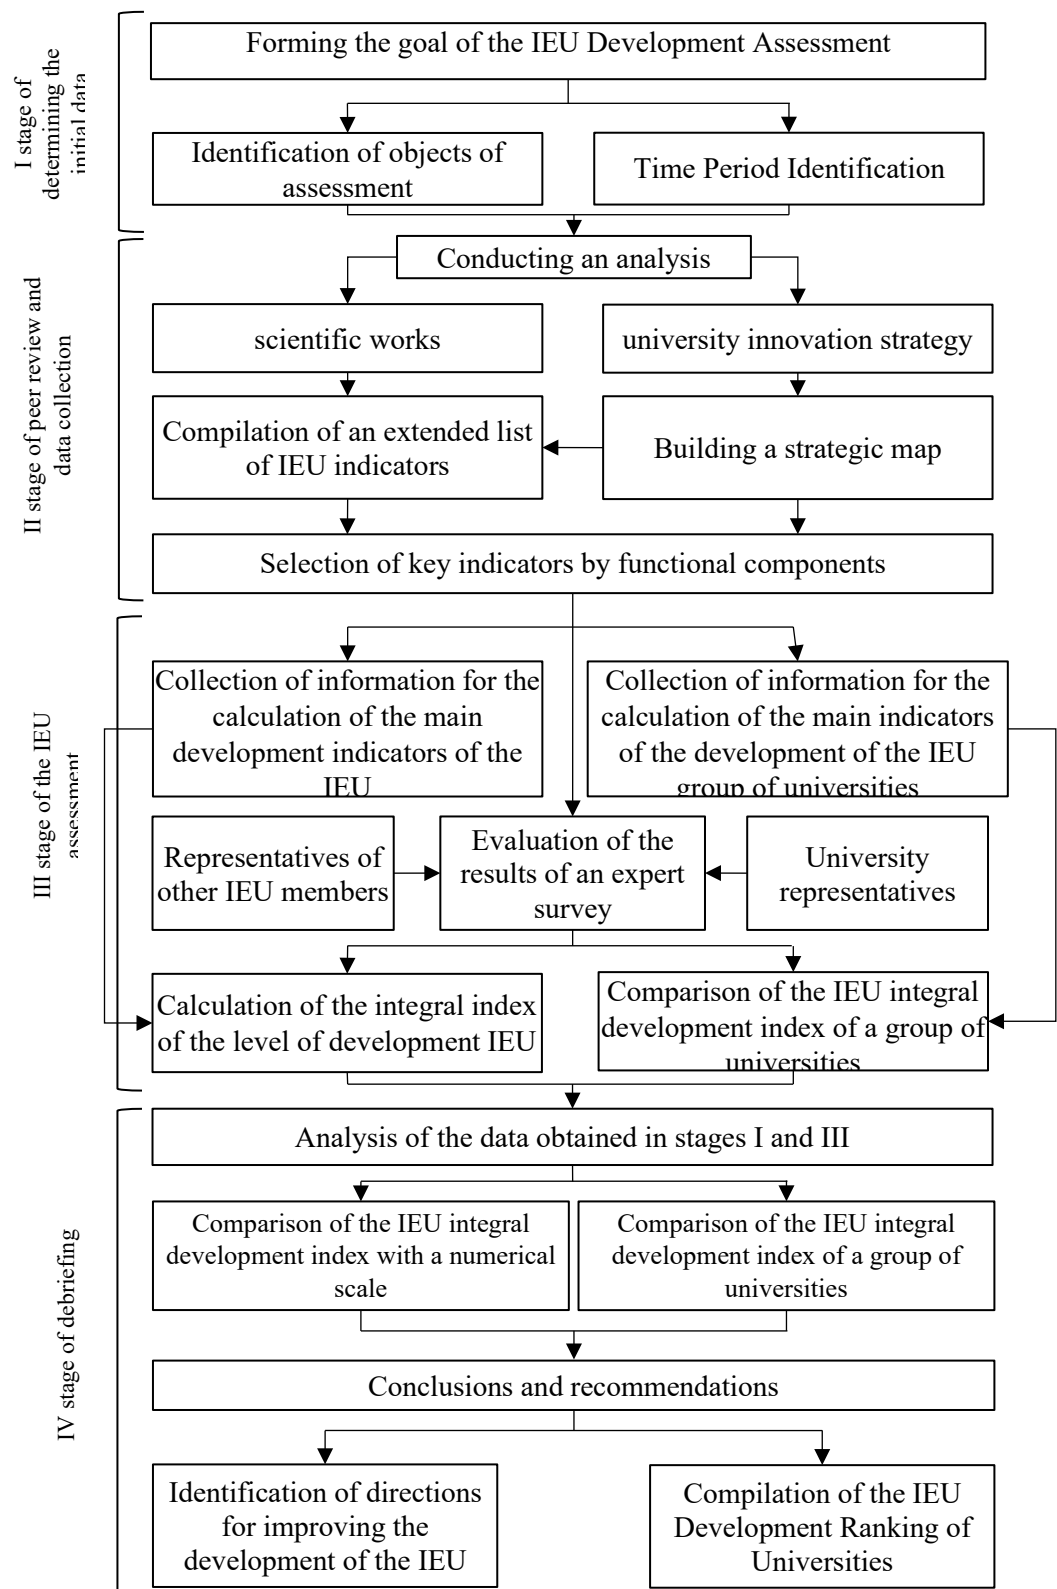 Forming the goal of the IEU Development Assessment
I stage of
determining the
initial data
Identification of objects of
assessment
Time Period Identification
Conducting an analysis
II stage of peer review and
data collection
scientific works
university innovation strategy
Compilation of an extended list
of IEU indicators
Building a strategic map
Selection of key indicators by functional components
III stage of the IEU
assessment
Collection of information for the
calculation of the main
development indicators of the
IEU
Collection of information for the
calculation of the main indicators
of the development of the IEU
group of universities
Representatives of
other IEU members
Evaluation of the
results of an expert
survey
University
representatives
Calculation of the integral index
of the level of development IEU
Comparison of the IEU integral
development index of a group of
universities
IV stage of debriefing
Analysis of the data obtained in stages I and III
Comparison of the IEU integral
development index with a numerical
scale
Comparison of the IEU integral
development index of a group of
universities
Conclusions and recommendations
Identification of directions
for improving the
development of the IEU
Compilation of the IEU
Development Ranking of
Universities